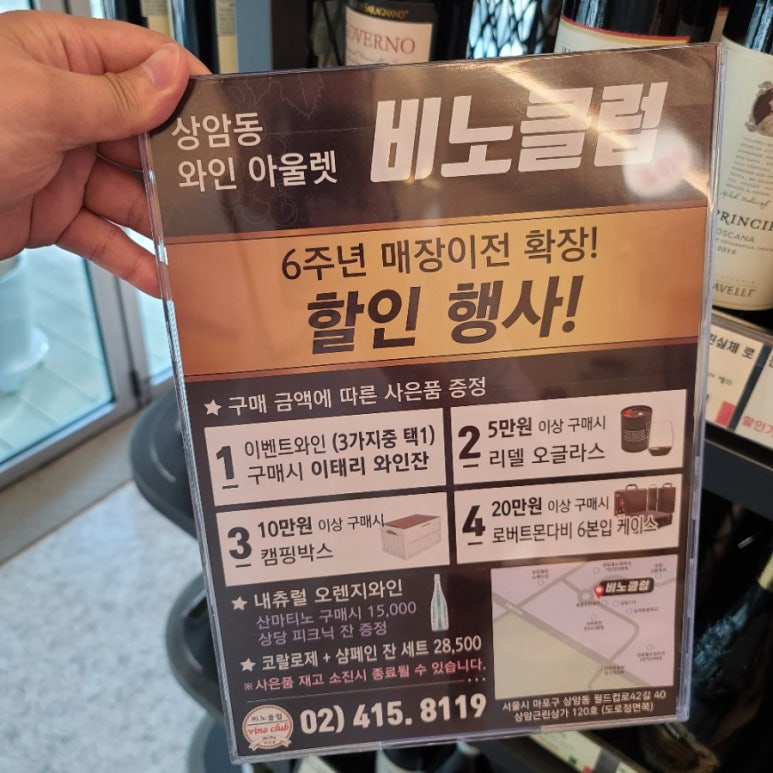 SARAGNANO
GOVERNO
상암동
와인 아울렛
비노클럽
6주년 매장이전 확장!
할인 행사!
★ 구매 금액에 따른 사은품 증정
1 이벤트와인 (3가지중 택1)
구매시 이태리 와인잔
2 5만원 이상 구매시
리델 오글라스
3 10만원 이상 구매시
캠핑박스
4 20만원 이상 구매시
로버트몬다비 6본입 케이스
★ 내츄럴 오렌지와인
산마티노 구매시 15,000
상당 피크닉 잔 증정
★ 코랄로제 + 샴페인 잔 세트 28,500
※사은품 재고 소진시 종료될 수 있습니다.
비노클럽
비노클럽
vino club
02) 415. 8119
서울시 마포구 상암동 월드컵로42길 40
상암근린상가 120호 (도로정면쪽)
PRINCI
TOSCANA
2015
AVELLI